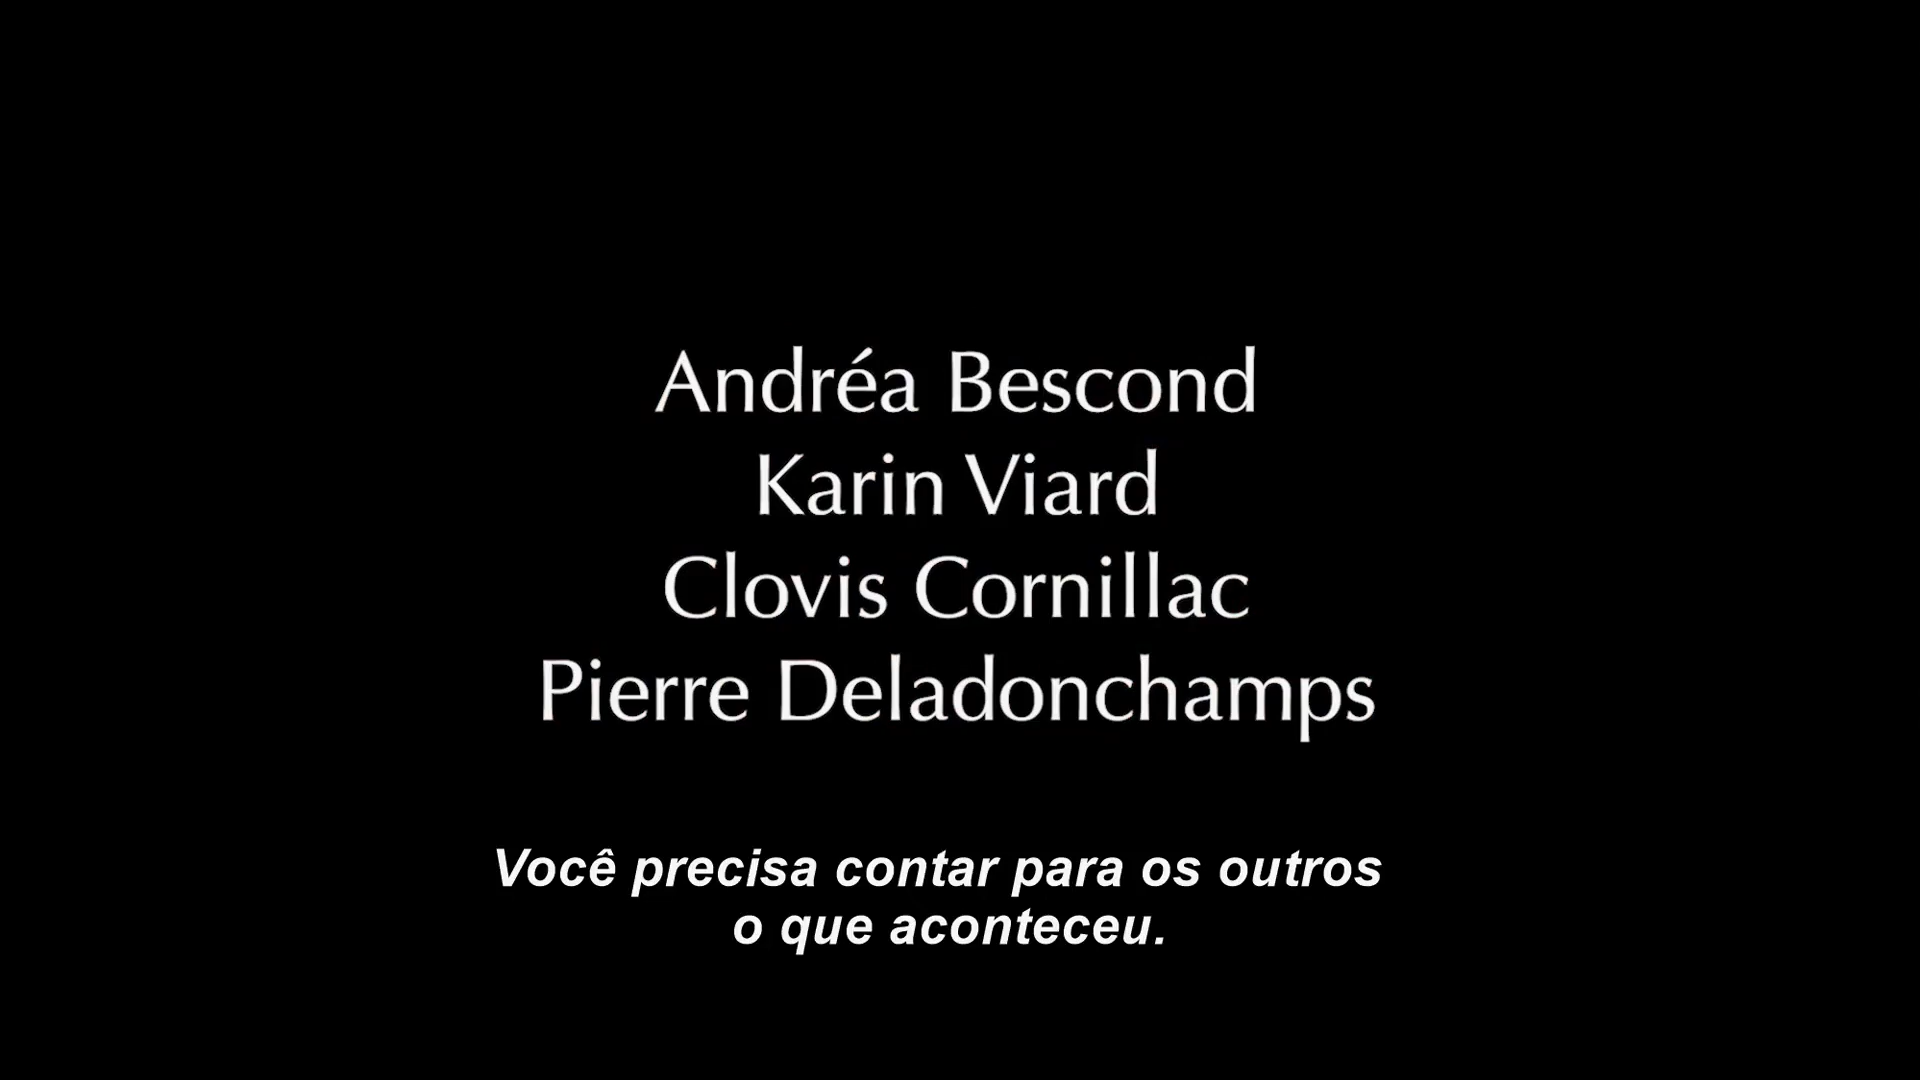 Andréa Bescond
Karin Viard
Clovis Cornillac
Pierre Deladonchamps
Você precisa contar para os outros
o que aconteceu.